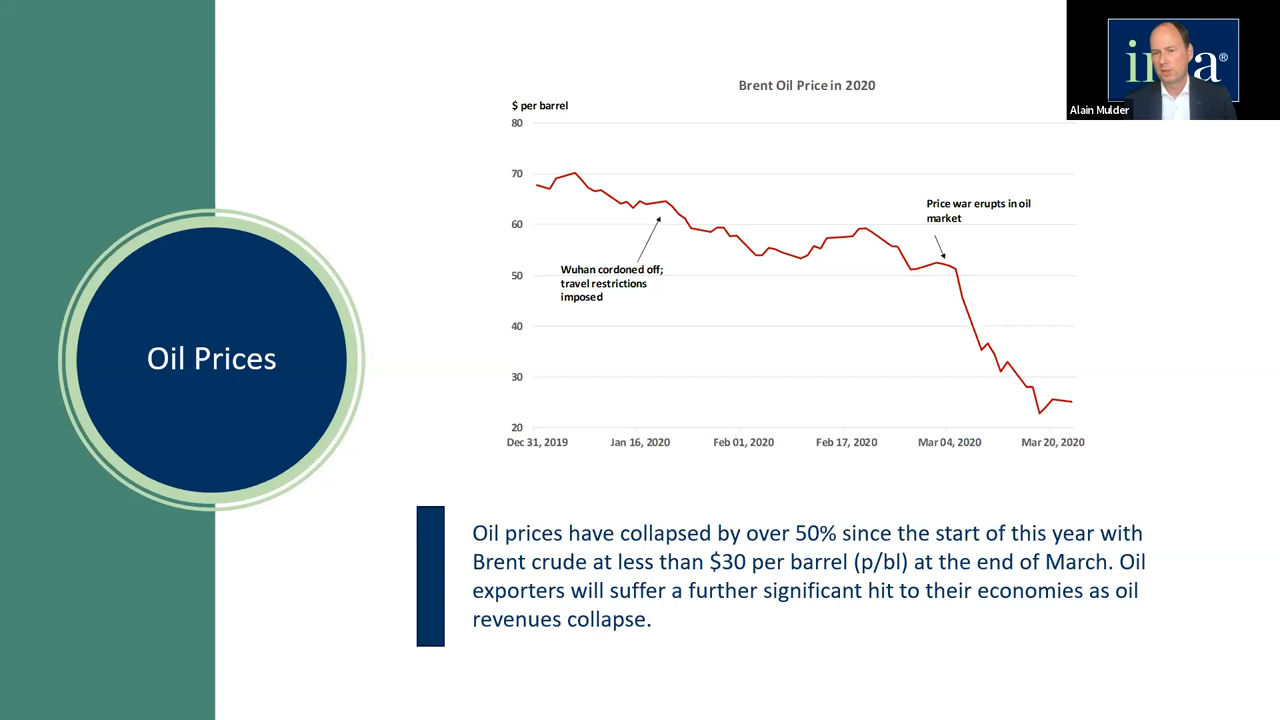 ima®
Alain Mulder
Brent Oil Price in 2020
$ per barrel
80
70
60
50
40
30
20
Price war erupts in oil
market
Wuhan cordoned off;
travel restrictions
imposed
Dec 31, 2019
Jan 16, 2020
Feb 01, 2020
Feb 17, 2020
Mar 04, 2020
Mar 20, 2020
Oil Prices
Oil prices have collapsed by over 50% since the start of this year with
Brent crude at less than $30 per barrel (p/bl) at the end of March. Oil
exporters will suffer a further significant hit to their economies as oil
revenues collapse.